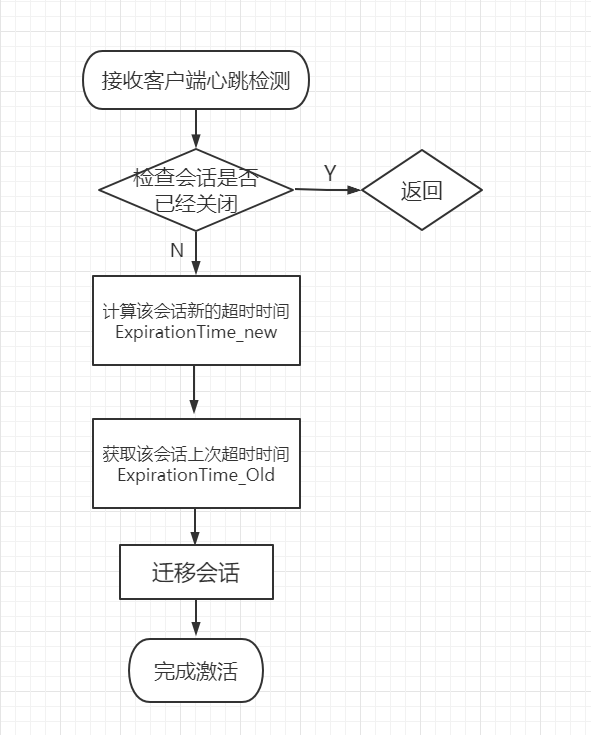 接收客户端心跳检测
检查会话是否
已经关闭
Y
返回
N
计算该会话新的超时时间
ExpirationTime_new
获取该会话上次超时时间
ExpirationTime_Old
迁移会话
完成激活